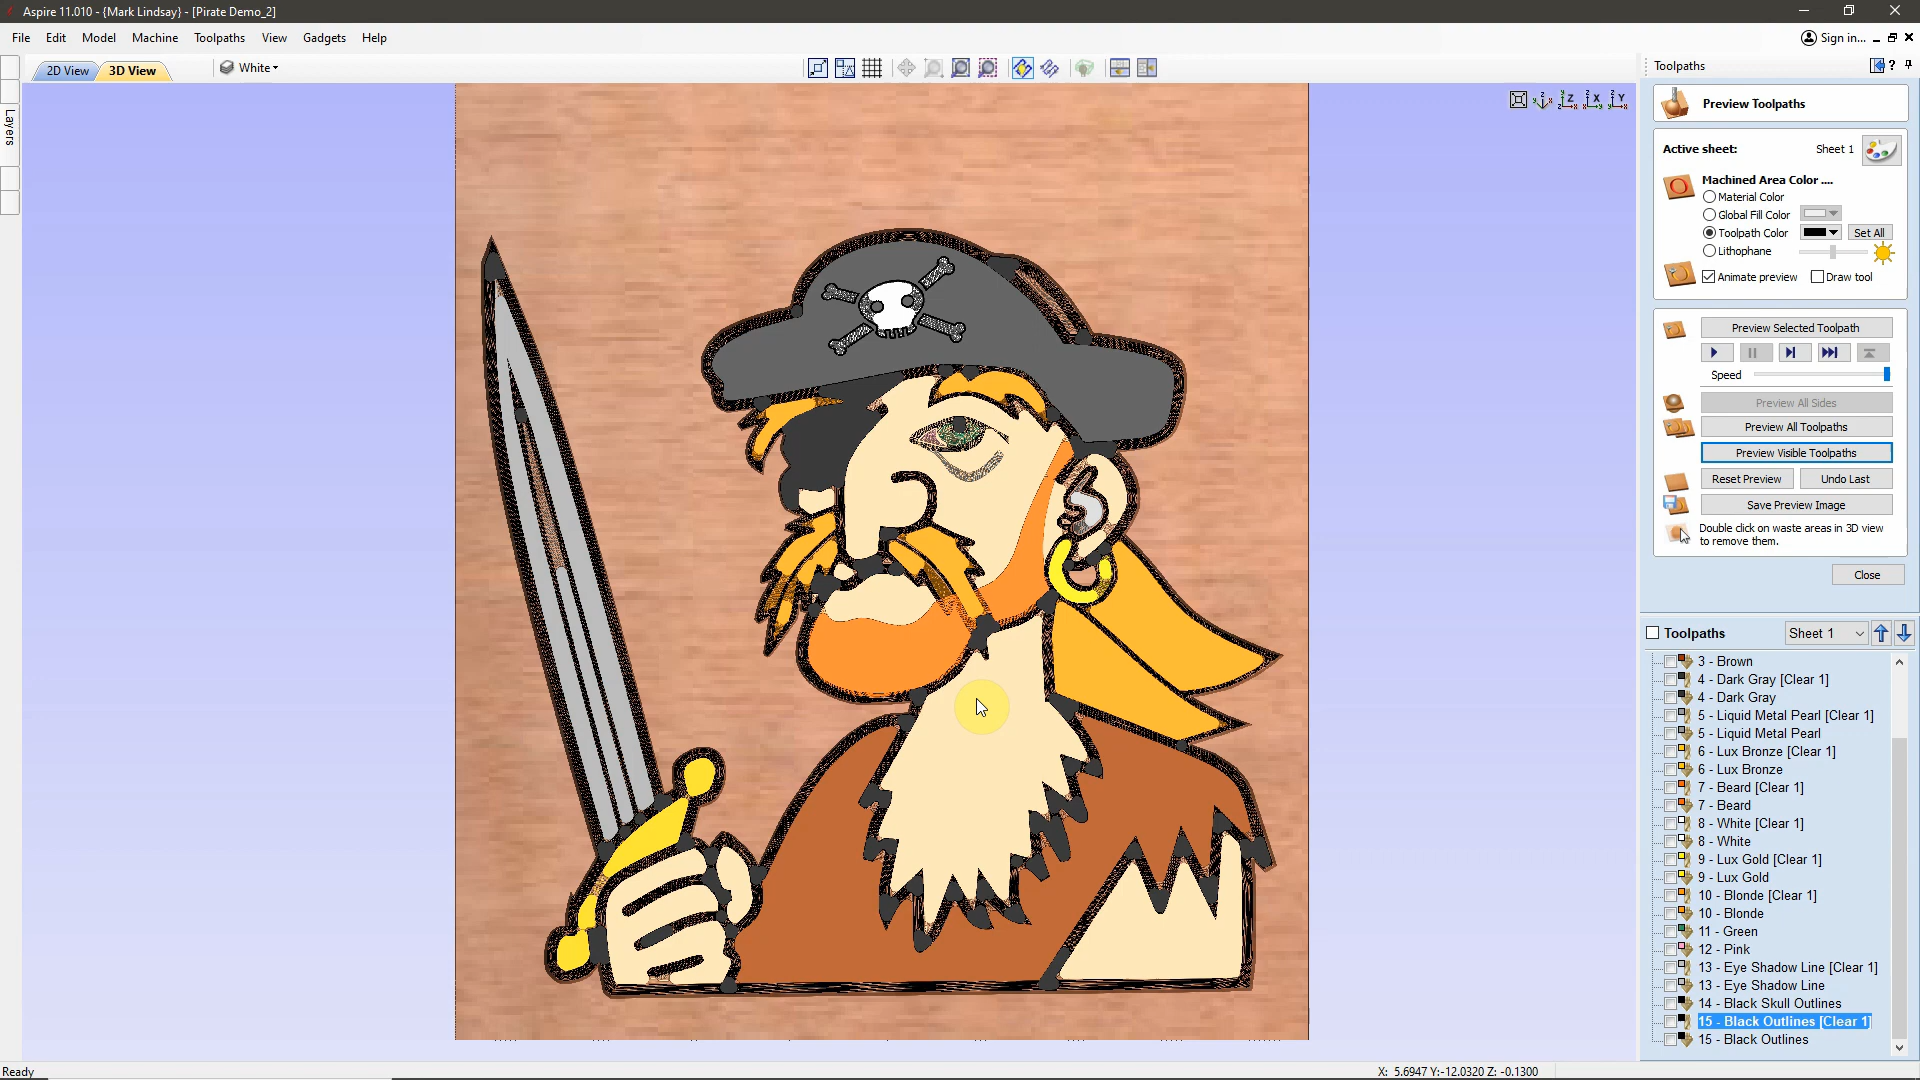 Aspire 11.010 - {Mark Lindsay} - [Pirate Demo_2]
File Edit Model Machine Toolpaths View Gadgets Help
Sign in...
2D View 3D View White
Toolpaths
Layers
Preview Toolpaths
Active sheet: Sheet 1
Machined Area Color ....
Material Color
Global Fill Color
Toolpath Color Set All
Lithophane
Animate preview Draw tool
Preview Selected Toolpath
Speed
Preview All Sides
Preview All Toolpaths
Preview Visible Toolpaths
Reset Preview Undo Last
Save Preview Image
Double click on waste areas in 3D view
to remove them.
Close
Toolpaths Sheet 1
3 - Brown
4 - Dark Gray [Clear 1]
4 - Dark Gray
5 - Liquid Metal Pearl [Clear 1]
5 - Liquid Metal Pearl
6 - Lux Bronze [Clear 1]
6 - Lux Bronze
7 - Beard [Clear 1]
7 - Beard
8 - White [Clear 1]
8 - White
9 - Lux Gold [Clear 1]
9 - Lux Gold
10 - Blonde [Clear 1]
10 - Blonde
11 - Green
12 - Pink
13 - Eye Shadow Line [Clear 1]
13 - Eye Shadow Line
14 - Black Skull Outlines
15 - Black Outlines [Clear 1]
15 - Black Outlines
Ready
X: 5.6947 Y:-12.0320 Z: -0.1300